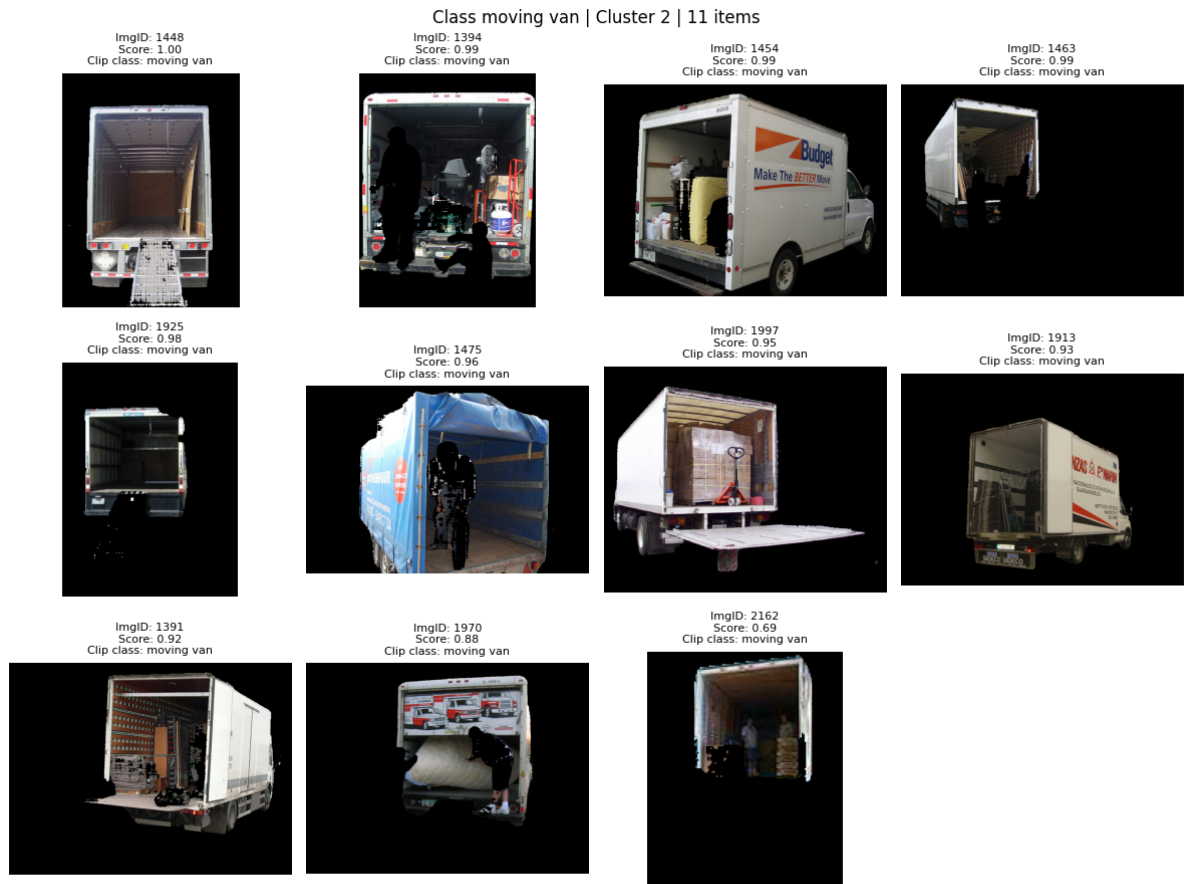 Class moving van | Cluster 2 | 11 items
ImgID: 1448
Score: 1.00
Clip class: moving van
ImgID: 1394
Score: 0.99
Clip class: moving van
ImgID: 1454
Score: 0.99
Clip class: moving van
ImgID: 1463
Score: 0.99
Clip class: moving van
Budget
Make The BETTER Move
ImgID: 1925
Score: 0.98
Clip class: moving van
ImgID: 1475
Score: 0.96
Clip class: moving van
ImgID: 1997
Score: 0.95
Clip class: moving van
ImgID: 1913
Score: 0.93
Clip class: moving van
ImgID: 1391
Score: 0.92
Clip class: moving van
ImgID: 1970
Score: 0.88
Clip class: moving van
ImgID: 2162
Score: 0.69
Clip class: moving van